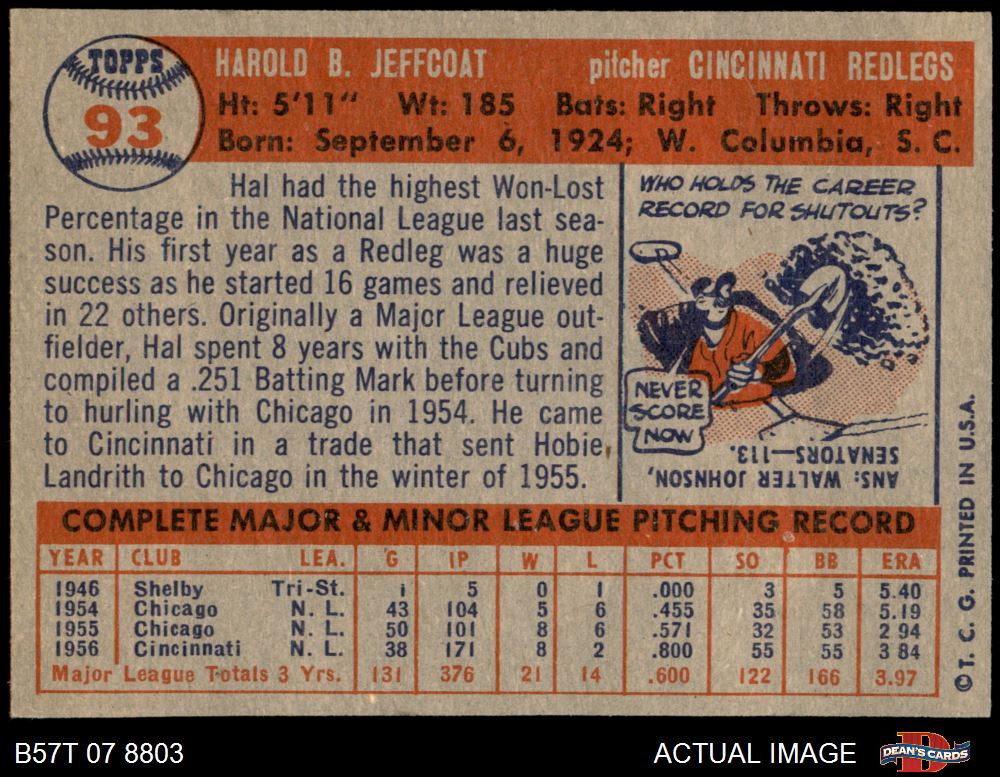 TOPPS
93
HAROLD B. JEFFCOAT pitcher CINCINNATI REDLEGS
Ht: 5'11" Wt: 185 Bats: Right Throws: Right
Born: September 6, 1924; W. Columbia, S. C.
Hal had the highest Won-Lost
Percentage in the National League last sea-
son. His first year as a Redleg was a huge
success as he started 16 games and relieved
in 22 others. Originally a Major League out-
fielder, Hal spent 8 years with the Cubs and
compiled a .251 Batting Mark before turning
to hurling with Chicago in 1954. He came
to Cincinnati in a trade that sent Hobie
Landrith to Chicago in the winter of 1955.
WHO HOLDS THE CAREER
RECORD FOR SHUTOUTS?
NEVER
SCORE
NOW
ANS: WALTER JOHNSON,
SENATORS—113.
COMPLETE MAJOR & MINOR LEAGUE PITCHING RECORD
YEAR CLUB LEA. G IP W L PCT SO BB ERA
1946 Shelby Tri-St. 1 5 0 1 .000 3 5 5.40
1954 Chicago N. L. 43 104 5 6 .455 35 58 5.19
1955 Chicago N. L. 50 101 8 6 .571 32 53 2 94
1956 Cincinnati N. L. 38 171 8 2 .800 55 55 3 84
Major League Totals 3 Yrs. 131 376 21 14 .600 122 166 3.97
© T. C. G. PRINTED IN U.S.A.
B57T 07 8803
ACTUAL IMAGE
DEAN'S CARDS